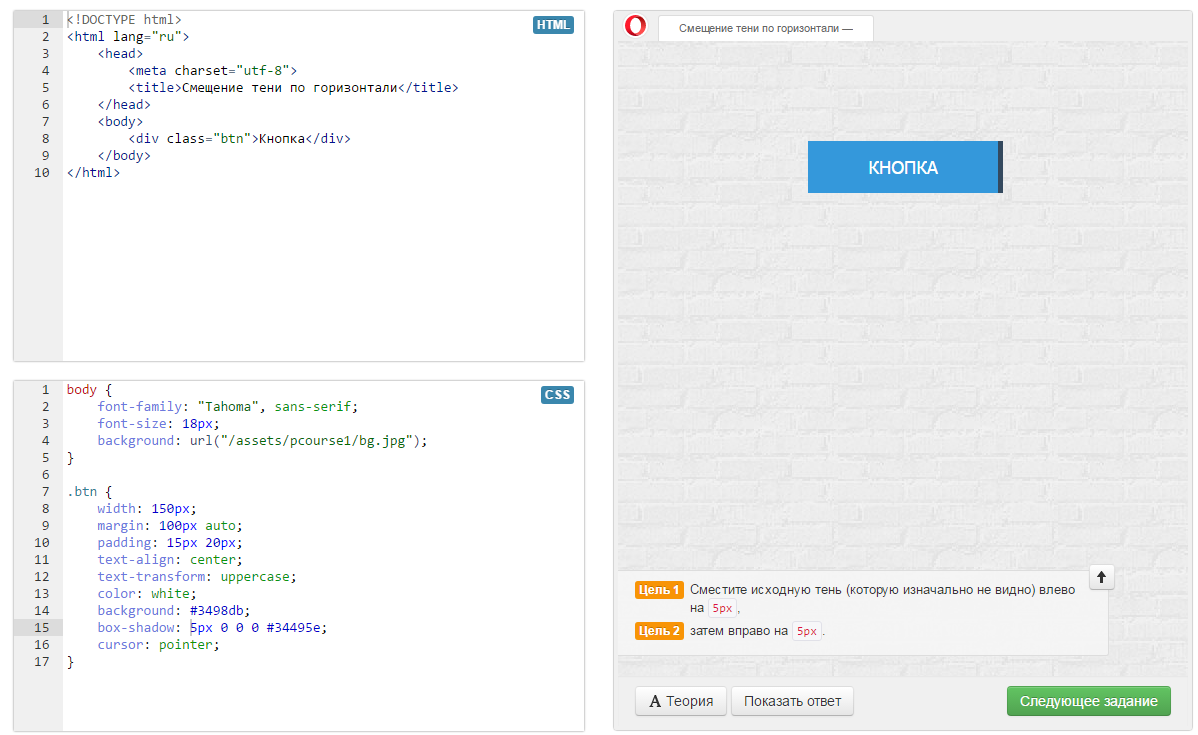 1 <!DOCTYPE html>
HTML
2 <html lang="ru">
3     <head>
4         <meta charset="utf-8">
5         <title>Смещение тени по горизонтали</title>
6     </head>
7     <body>
8         <div class="btn">Кнопка</div>
9     </body>
10 </html>
1 body {
CSS
2     font-family: "Tahoma", sans-serif;
3     font-size: 18px;
4     background: url("/assets/pcourse1/bg.jpg");
5 }
6
7 .btn {
8     width: 150px;
9     margin: 100px auto;
10     padding: 15px 20px;
11     text-align: center;
12     text-transform: uppercase;
13     color: white;
14     background: #3498db;
15     box-shadow: 5px 0 0 0 #34495e;
16     cursor: pointer;
17 }
Смещение тени по горизонтали —
КНОПКА
Цель 1 Сместите исходную тень (которую изначально не видно) влево
на 5px,
Цель 2 затем вправо на 5px.
A Теория Показать ответ Следующее задание